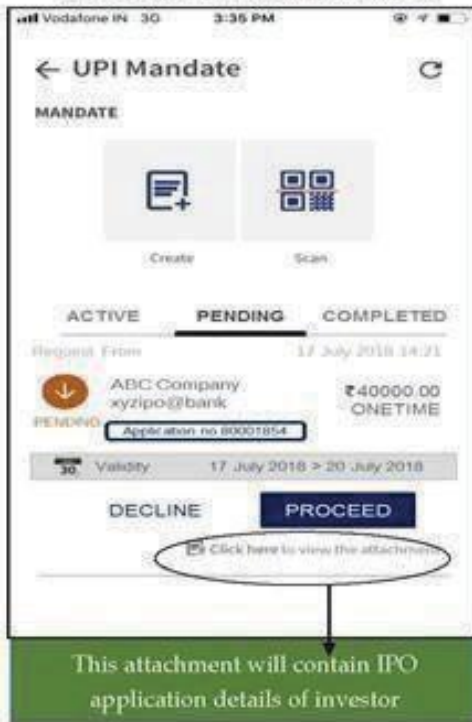 Vodafone IN 3G 3:35 PM
← UPI Mandate
MANDATE
Create Scan
ACTIVE PENDING COMPLETED
Request From 17 July 2018 14:21
ABC Company ₹40000.00
xyzipo@bank ONETIME
PENDING
Application no 80001854
30 Validity 17 July 2018 > 20 July 2018
DECLINE PROCEED
Click here to view the attachment
This attachment will contain IPO
application details of investor